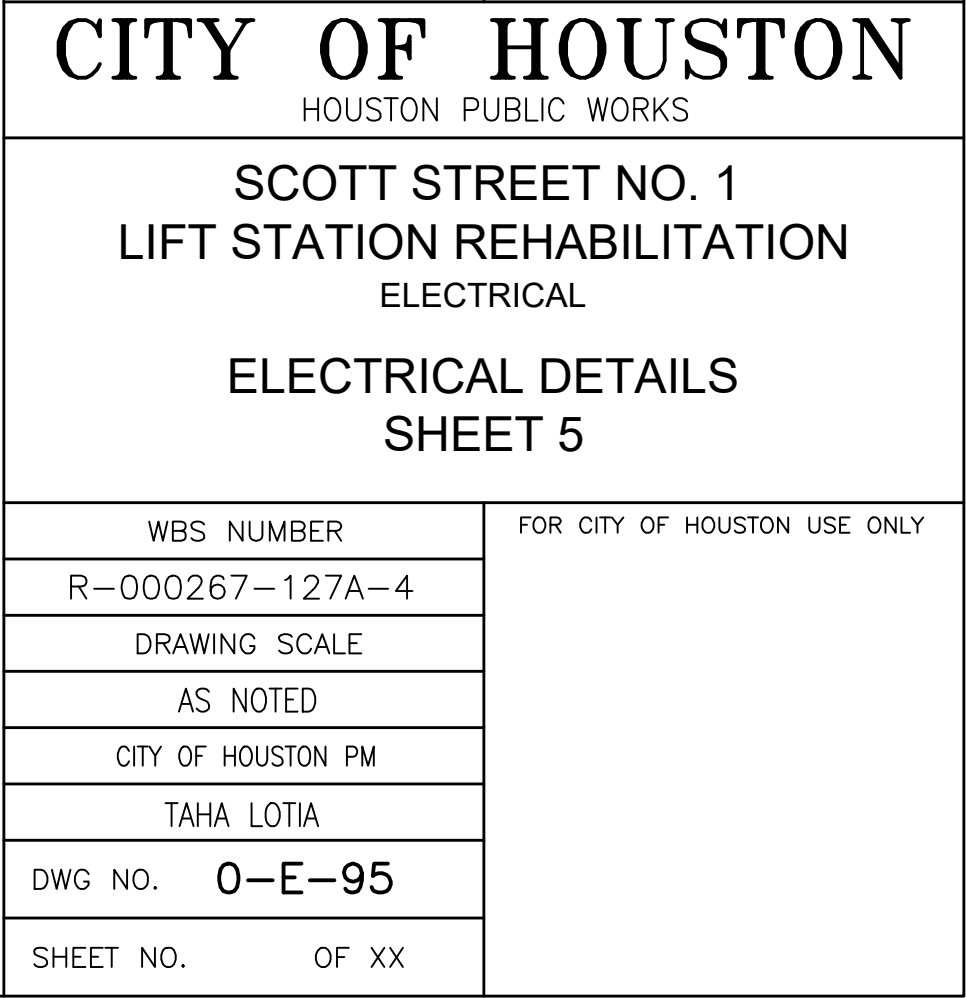 CITY OF HOUSTON
HOUSTON PUBLIC WORKS
SCOTT STREET NO. 1
LIFT STATION REHABILITATION
ELECTRICAL
ELECTRICAL DETAILS
SHEET 5
WBS NUMBER
R-000267-127A-4
DRAWING SCALE
AS NOTED
CITY OF HOUSTON PM
TAHA LOTIA
DWG NO. 0-E-95
SHEET NO. OF XX
FOR CITY OF HOUSTON USE ONLY